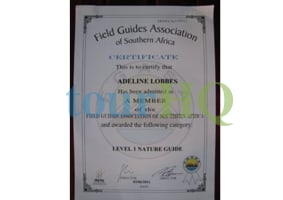 Field Guides Association
of Southern Africa
CERTIFICATE
This is to certify that
ADELINE LOBBES
Has been admitted as
A MEMBER
of the
FIELD GUIDES ASSOCIATION OF SOUTHERN AFRICA
and awarded the following category:
LEVEL 1 NATURE GUIDE